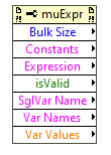 muExpr
Bulk Size
Constants
Expression
isValid
SglVar Name
Var Names
Var Values